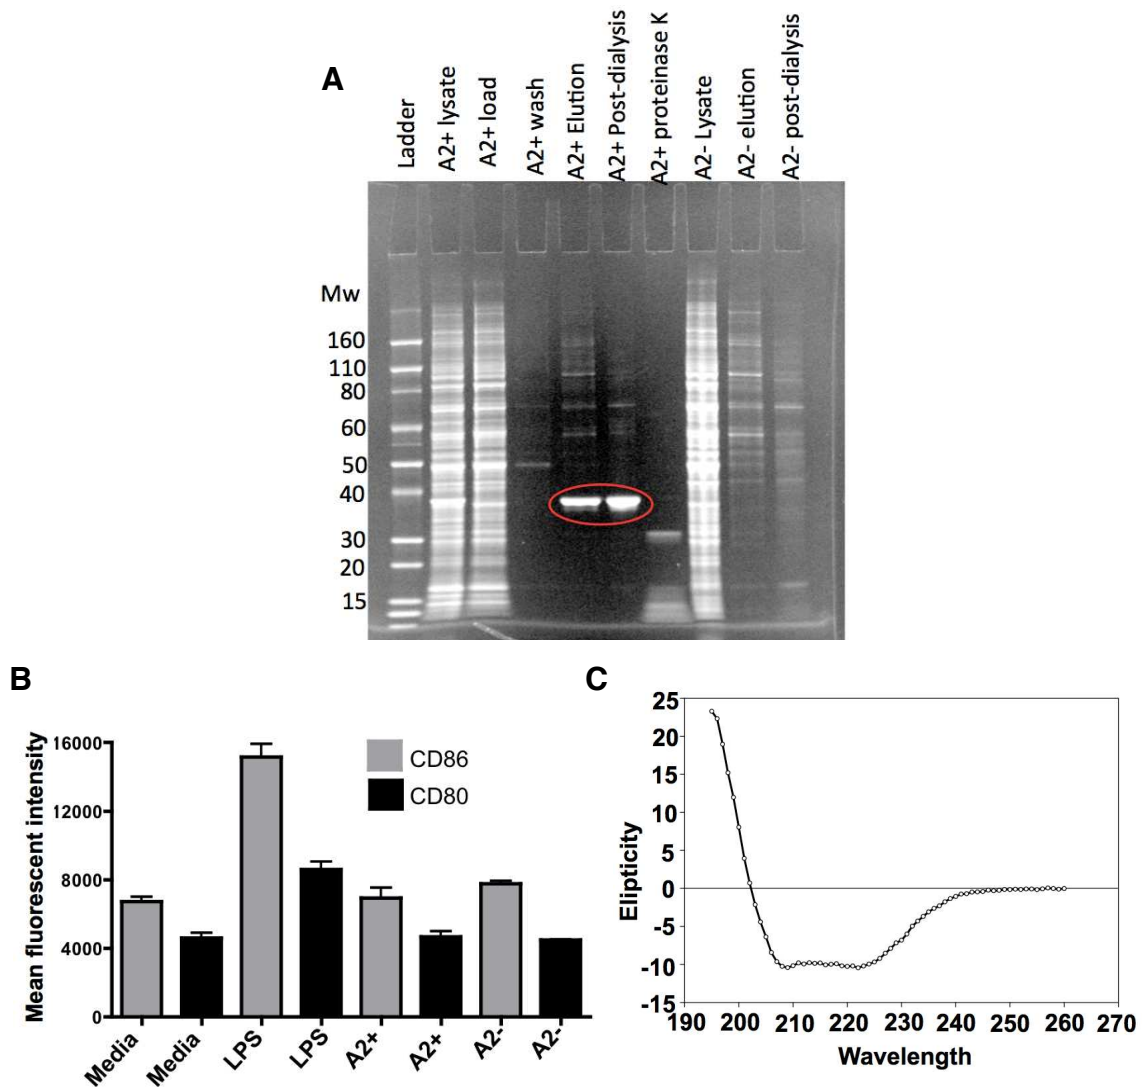 A
Ladder
A2+ lysate
A2+ load
A2+ wash
A2+ Elution
A2+ Post-dialysis
A2+ proteinase K
A2- Lysate
A2- elution
A2- post-dialysis
Mw
160
110
80
60
50
40
30
20
15
B
Mean fluorescent intensity
16000
12000
8000
4000
0
CD86
CD80
Media
Media
LPS
LPS
A2+
A2+
A2-
A2-
C
Elipticity
25
20
15
10
5
0
-5
-10
-15
190 200 210 220 230 240 250 260 270
Wavelength